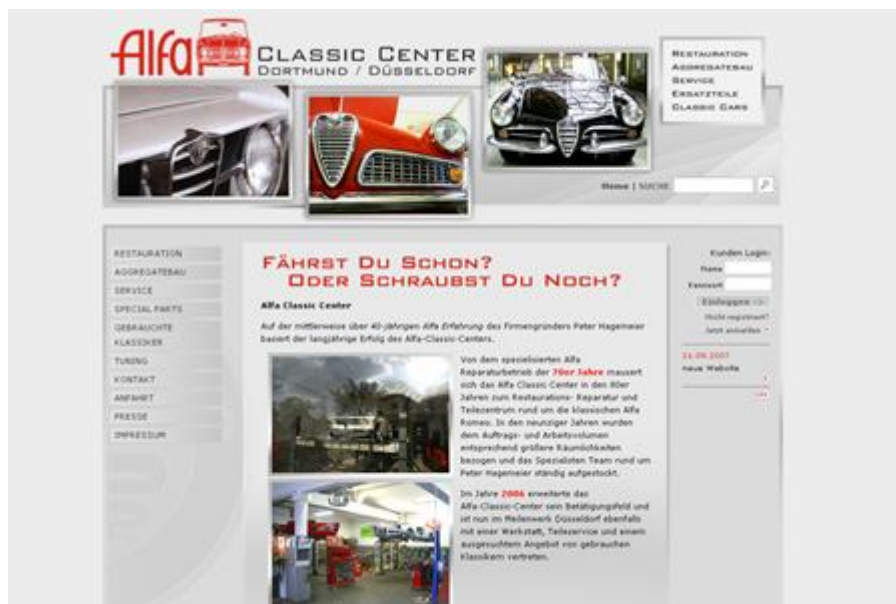 Alfa
CLASSIC CENTER
DORTMUND / DÜSSELDORF
RESTAURATION
AGGREGATEBAU
SERVICE
ERSATZTEILE
CLASSIC CARS
Home | SUCHE
RESTAURATION
AGGREGATEBAU
SERVICE
SPECIAL PARTS
GEBRAUCHTE
KLASSIKER
TUNING
KONTAKT
ANFAHRT
PRESSE
IMPRESSUM
FÄHRST DU SCHON?
ODER SCHRAUBST DU NOCH?
Alfa Classic Center
Auf der mittlerweise über 40-jährigen Alfa Erfahrung des Firmengründers Peter Hagemeier
basiert der langjährige Erfolg des Alfa-Classic-Centers.
Von dem spezialisierten Alfa
Reparaturbetrieb der 70er Jahre mausert
sich das Alfa Classic Center in den 80er
Jahren zum Restaurations- Reparatur und
Teilezentrum rund um die klassischen Alfa
Romeo. In den neunziger Jahren wurden
dem Auftrags- und Arbeitsvolumen
entsprechend größere Räumlichkeiten
bezogen und das Spezialisten Team rund um
Peter Hagemeier ständig aufgestockt.
Im Jahre 2006 erweiterte das
Alfa-Classic-Center sein Betätigungsfeld und
ist nun im Meilenwerk Düsseldorf ebenfalls
mit einer Werkstatt, Teileservice und einem
ausgesuchtem Angebot von gebrauchen
Klassikern vertreten.
Kunden Login:
Name
Kennwort
Einloggen ->
Nicht registriert?
Jetzt anmelden
21.09.2007
neue Website